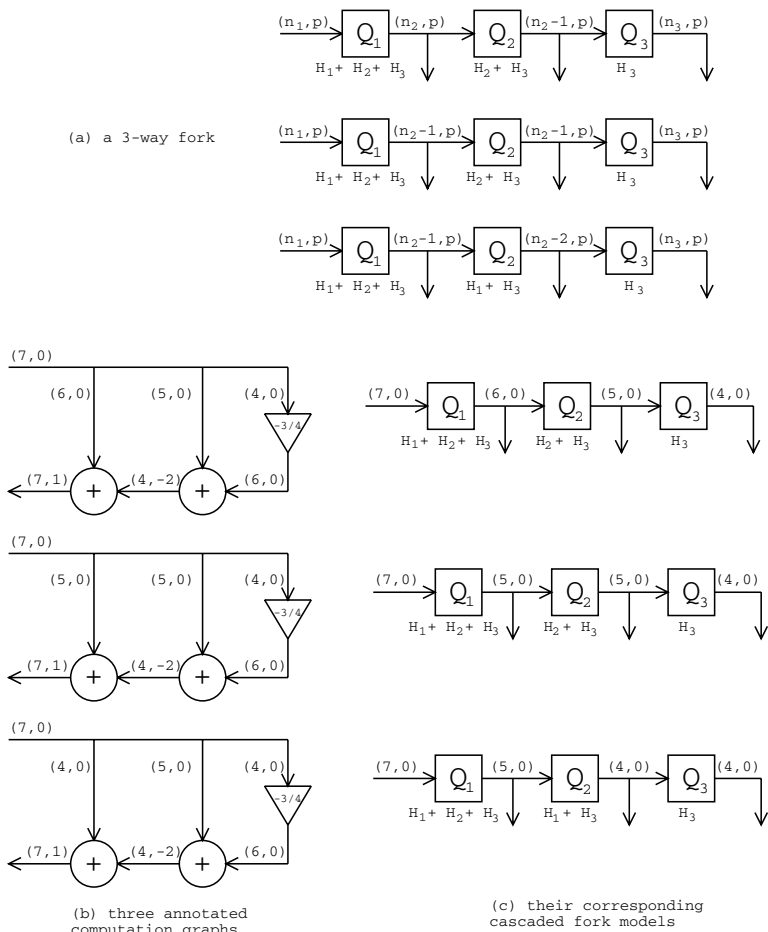 (n1,p) Q1 (n2,p) Q2 (n2-1,p) Q3 (n3,p)
H1+ H2+ H3 H2+ H3 H3
(a) a 3-way fork
(n1,p) Q1 (n2-1,p) Q2 (n2-1,p) Q3 (n3,p)
H1+ H2+ H3 H2+ H3 H3
(n1,p) Q1 (n2-1,p) Q2 (n2-2,p) Q3 (n3,p)
H1+ H2+ H3 H1+ H3 H3
(7,0)
(6,0) (5,0) (4,0)
-3/4
(7,1) + (4,-2) + (6,0)
(7,0) Q1 (6,0) Q2 (5,0) Q3 (4,0)
H1+ H2+ H3 H2+ H3 H3
(7,0)
(5,0) (5,0) (4,0)
-3/4
(7,1) + (4,-2) + (6,0)
(7,0) Q1 (5,0) Q2 (5,0) Q3 (4,0)
H1+ H2+ H3 H2+ H3 H3
(7,0)
(4,0) (5,0) (4,0)
-3/4
(7,1) + (4,-2) + (6,0)
(7,0) Q1 (5,0) Q2 (4,0) Q3 (4,0)
H1+ H2+ H3 H1+ H3 H3
(b) three annotated
computation graphs
(c) their corresponding
cascaded fork models